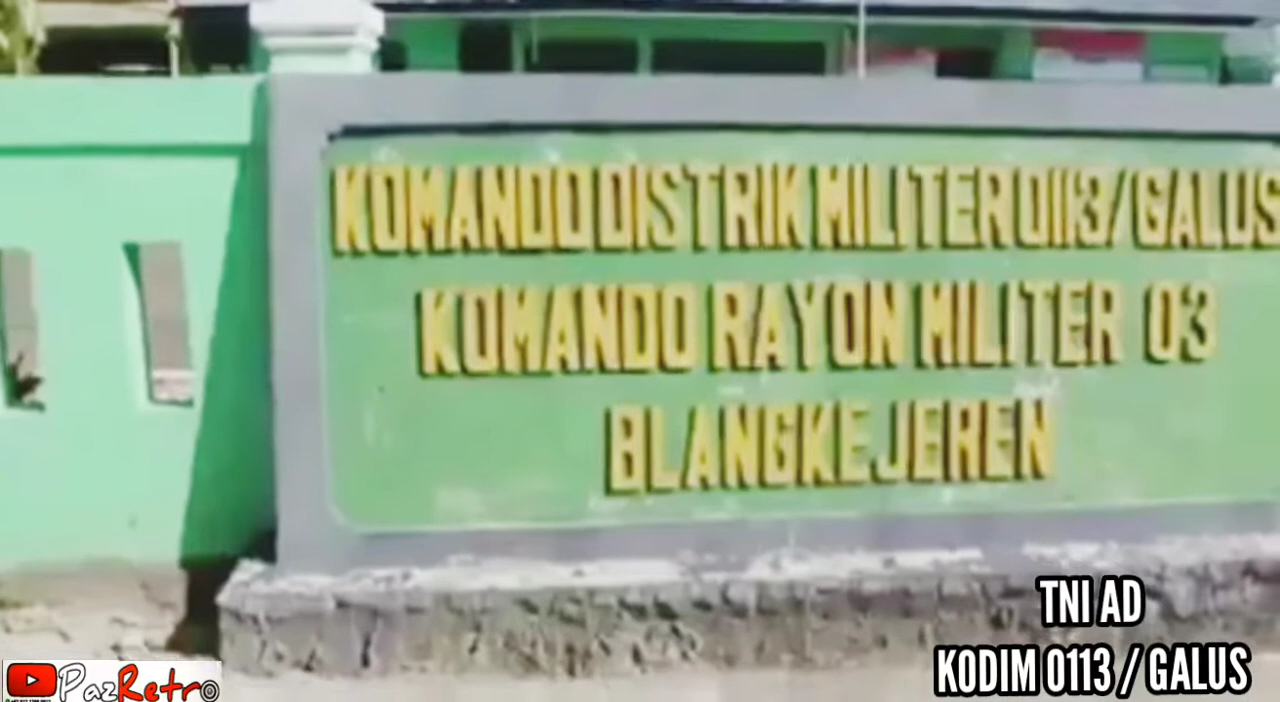 KOMANDO DISTRIK MILITER 0113/GALUS
KOMANDO RAYON MILITER 03
BLANGKEJEREN
TNI AD
KODIM 0113 / GALUS
PazRetro